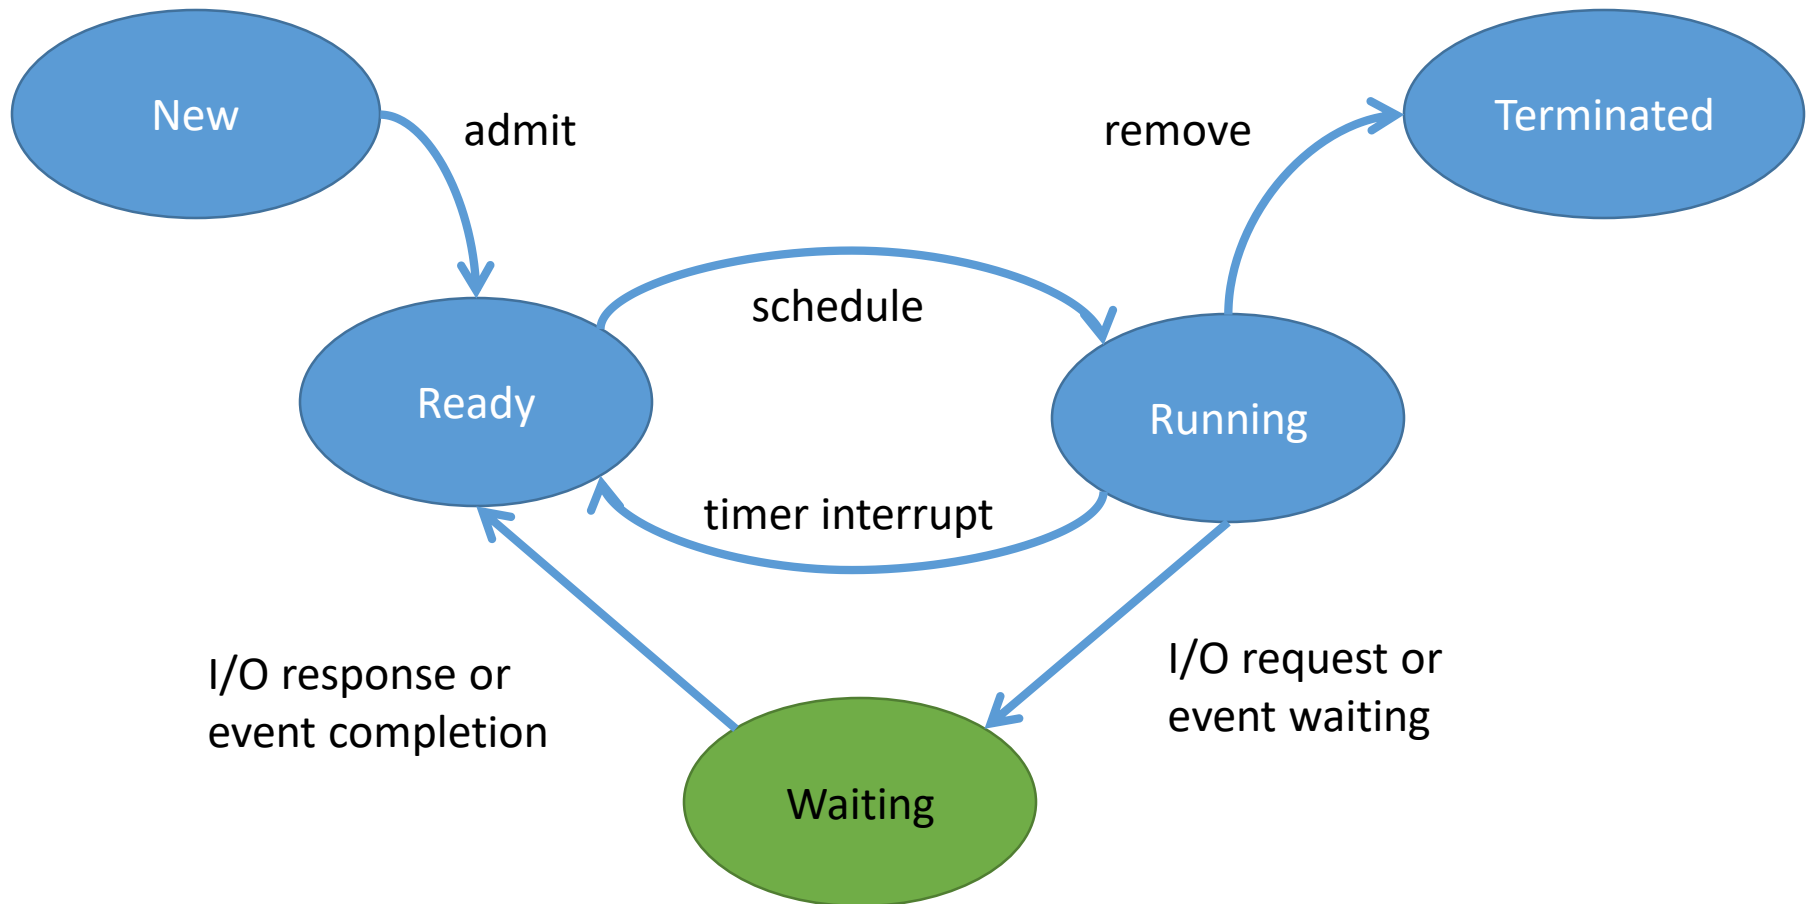 New
admit
remove
Terminated
schedule
Ready
Running
timer interrupt
I/O response or
event completion
I/O request or
event waiting
Waiting